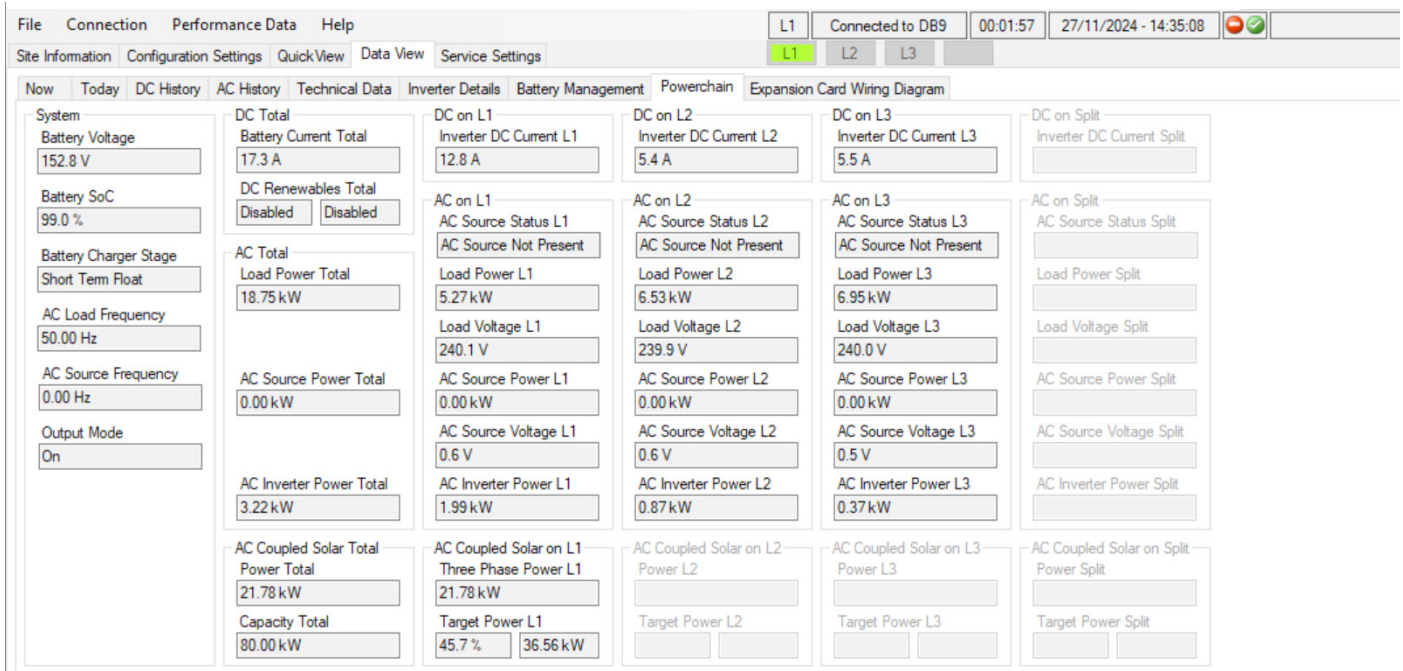 File Connection Performance Data Help L1 Connected to DB9 00:01:57 27/11/2024 - 14:35:08
Site Information Configuration Settings QuickView Data View Service Settings L1 L2 L3
Now Today DC History AC History Technical Data Inverter Details Battery Management Powerchain Expansion Card Wiring Diagram
System
Battery Voltage
152.8 V
Battery SoC
99.0 %
Battery Charger Stage
Short Term Float
AC Load Frequency
50.00 Hz
AC Source Frequency
0.00 Hz
Output Mode
On
DC Total
Battery Current Total
17.3 A
DC Renewables Total
Disabled Disabled
AC Total
Load Power Total
18.75 kW
AC Source Power Total
0.00 kW
AC Inverter Power Total
3.22 kW
AC Coupled Solar Total
Power Total
21.78 kW
Capacity Total
80.00 kW
DC on L1
Inverter DC Current L1
12.8 A
AC on L1
AC Source Status L1
AC Source Not Present
Load Power L1
5.27 kW
Load Voltage L1
240.1 V
AC Source Power L1
0.00 kW
AC Source Voltage L1
0.6 V
AC Inverter Power L1
1.99 kW
AC Coupled Solar on L1
Three Phase Power L1
21.78 kW
Target Power L1
45.7 % 36.56 kW
DC on L2
Inverter DC Current L2
5.4 A
AC on L2
AC Source Status L2
AC Source Not Present
Load Power L2
6.53 kW
Load Voltage L2
239.9 V
AC Source Power L2
0.00 kW
AC Source Voltage L2
0.6 V
AC Inverter Power L2
0.87 kW
AC Coupled Solar on L2
Power L2
Target Power L2
DC on L3
Inverter DC Current L3
5.5 A
AC on L3
AC Source Status L3
AC Source Not Present
Load Power L3
6.95 kW
Load Voltage L3
240.0 V
AC Source Power L3
0.00 kW
AC Source Voltage L3
0.5 V
AC Inverter Power L3
0.37 kW
AC Coupled Solar on L3
Power L3
Target Power L3
DC on Split
Inverter DC Current Split
AC on Split
AC Source Status Split
Load Power Split
Load Voltage Split
AC Source Power Split
AC Source Voltage Split
AC Inverter Power Split
AC Coupled Solar on Split
Power Split
Target Power Split